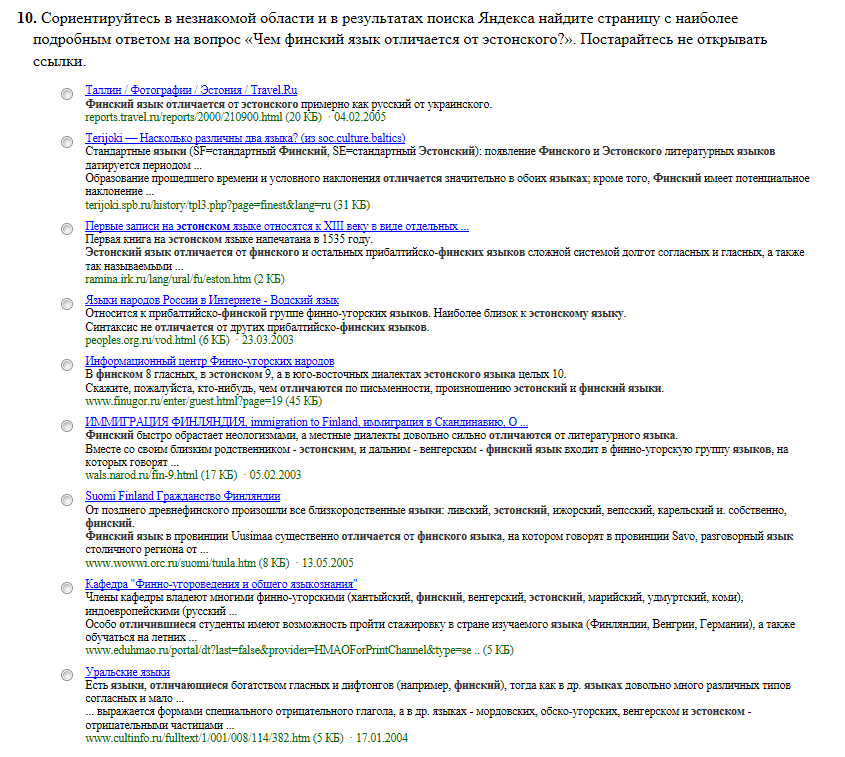 10. Сориентируйтесь в незнакомой области и в результатах поиска Яндекса найдите страницу с наиболее
подробным ответом на вопрос «Чем финский язык отличается от эстонского?». Постарайтесь не открывать
ссылки.
Таллин / Фотографии / Эстония / Travel.Ru
Финский язык отличается от эстонского примерно как русский от украинского.
reports.travel.ru/reports/2000/210900.html (20 КБ) · 04.02.2005
Terijoki — Насколько различны два языка? (из soc.culture.baltics)
Стандартные языки (SF=стандартный Финский, SE=стандартный Эстонский): появление Финского и Эстонского литературных языков
датируется периодом ...
Образование прошедшего времени и условного наклонения отличается значительно в обоих языках; кроме того, Финский имеет потенциальное
наклонение ...
terijoki.spb.ru/history/tpl3.php?page=finest&lang=ru (31 КБ)
Первые записи на эстонском языке относятся к XIII веку в виде отдельных ...
Первая книга на эстонском языке напечатана в 1535 году.
Эстонский язык отличается от финского и остальных прибалтийско-финских языков сложной системой долгот согласных и гласных, а также
так называемыми ...
ramina.irk.ru/lang/ural/fu/eston.htm (2 КБ)
Языки народов России в Интернете - Водский язык
Относится к прибалтийско-финской группе финно-угорских языков. Наиболее близок к эстонскому языку.
Синтаксис не отличается от других прибалтийско-финских языков.
peoples.org.ru/vod.html (6 КБ) · 23.03.2003
Информационный центр Финно-угорских народов
В финском 8 гласных, в эстонском 9, а в юго-восточных диалектах эстонского языка целых 10.
Скажите, пожалуйста, кто-нибудь, чем отличаются по письменности, произношению эстонский и финский языки.
www.finugor.ru/enter/guest.html?page=19 (45 КБ)
ИММИГРАЦИЯ ФИНЛЯНДИЯ, immigration to Finland, иммиграция в Скандинавию, О ...
Финский быстро обрастает неологизмами, а местные диалекты довольно сильно отличаются от литературного языка.
Вместе со своим близким родственником - эстонским, и дальним - венгерским - финский язык входит в финно-угорскую группу языков, на
которых говорят ...
wals.narod.ru/fin-9.html (17 КБ) · 05.02.2003
Suomi Finland Гражданство Финляндии
От позднего древнефинского произошли все близкородственные языки: ливский, эстонский, ижорский, вепсский, карельский и. собственно,
финский.
Финский язык в провинции Uusimaa существенно отличается от финского языка, на котором говорят в провинции Savo, разговорный язык
столичного региона от ...
www.wowwi.orc.ru/suomi/tuula.htm (8 КБ) · 13.05.2005
Кафедра "Финно-угороведения и общего языкознания"
Члены кафедры владеют многими финно-угорскими (хантыйский, финский, венгерский, эстонский, марийский, удмуртский, коми),
индоевропейскими (русский ...
Особо отличившиеся студенты имеют возможность пройти стажировку в стране изучаемого языка (Финляндии, Венгрии, Германии), а также
обучаться на летних ...
www.eduhmao.ru/portal/dt?last=false&provider=HMAOForPrintChannel&type=se .. (5 КБ)
Уральские языки
Есть языки, отличающиеся богатством гласных и дифтонгов (например, финский), тогда как в др. языках довольно много различных типов
согласных и мало ...
... выражается формами специального отрицательного глагола, а в др. языках - мордовских, обско-угорских, венгерском и эстонском -
отрицательными частицами ...
www.cultinfo.ru/fulltext/1/001/008/114/382.htm (5 КБ) · 17.01.2004